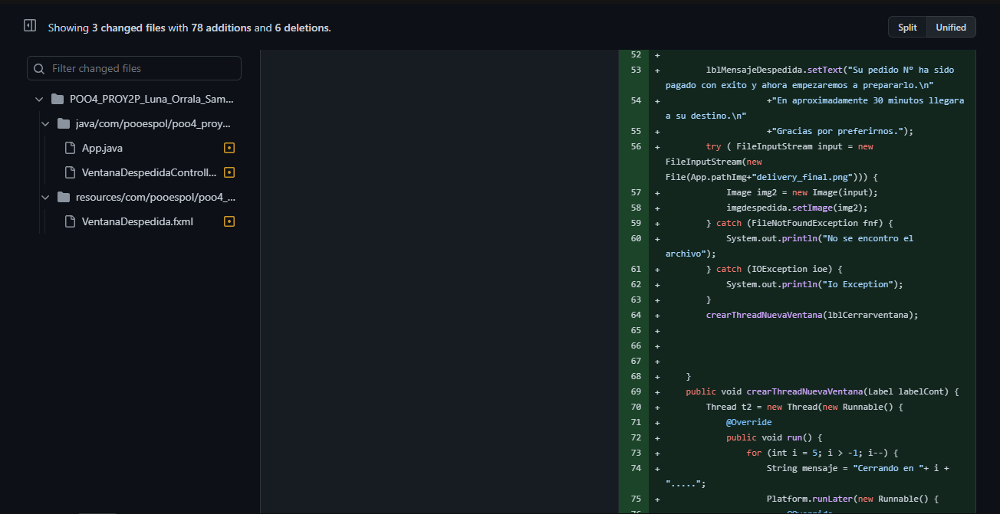 Showing 3 changed files with 78 additions and 6 deletions.
Split
Unified
Filter changed files
POO4_PROY2P_Luna_Orrala_Sam...
java/com/pooespol/poo4_proy...
App.java
VentanaDespedidaControll...
resources/com/pooespol/poo4_...
VentanaDespedida.fxml
52 +
53 + lblMensajeDespedida.setText("Su pedido N° ha sido
pagado con exito y ahora empezaremos a prepararlo.\n"
54 + +"En aproximadamente 30 minutos llegara
a su destino.\n"
55 + +"Gracias por preferirnos.");
56 + try ( FileInputStream input = new
FileInputStream(new
File(App.pathImg+"delivery_final.png"))) {
57 + Image img2 = new Image(input);
58 + imgdespedida.setImage(img2);
59 + } catch (FileNotFoundException fnf) {
60 + System.out.println("No se encontro el
archivo");
61 + } catch (IOException ioe) {
62 + System.out.println("Io Exception");
63 + }
64 + crearThreadNuevaVentana(lblCerrarventana);
65 +
66 +
67 +
68 + }
69 + public void crearThreadNuevaVentana(Label labelCont) {
70 + Thread t2 = new Thread(new Runnable() {
71 + @Override
72 + public void run() {
73 + for (int i = 5; i > -1; i--) {
74 + String mensaje = "Cerrando en "+ i +
".....";
75 + Platform.runLater(new Runnable() {
76 + @Override